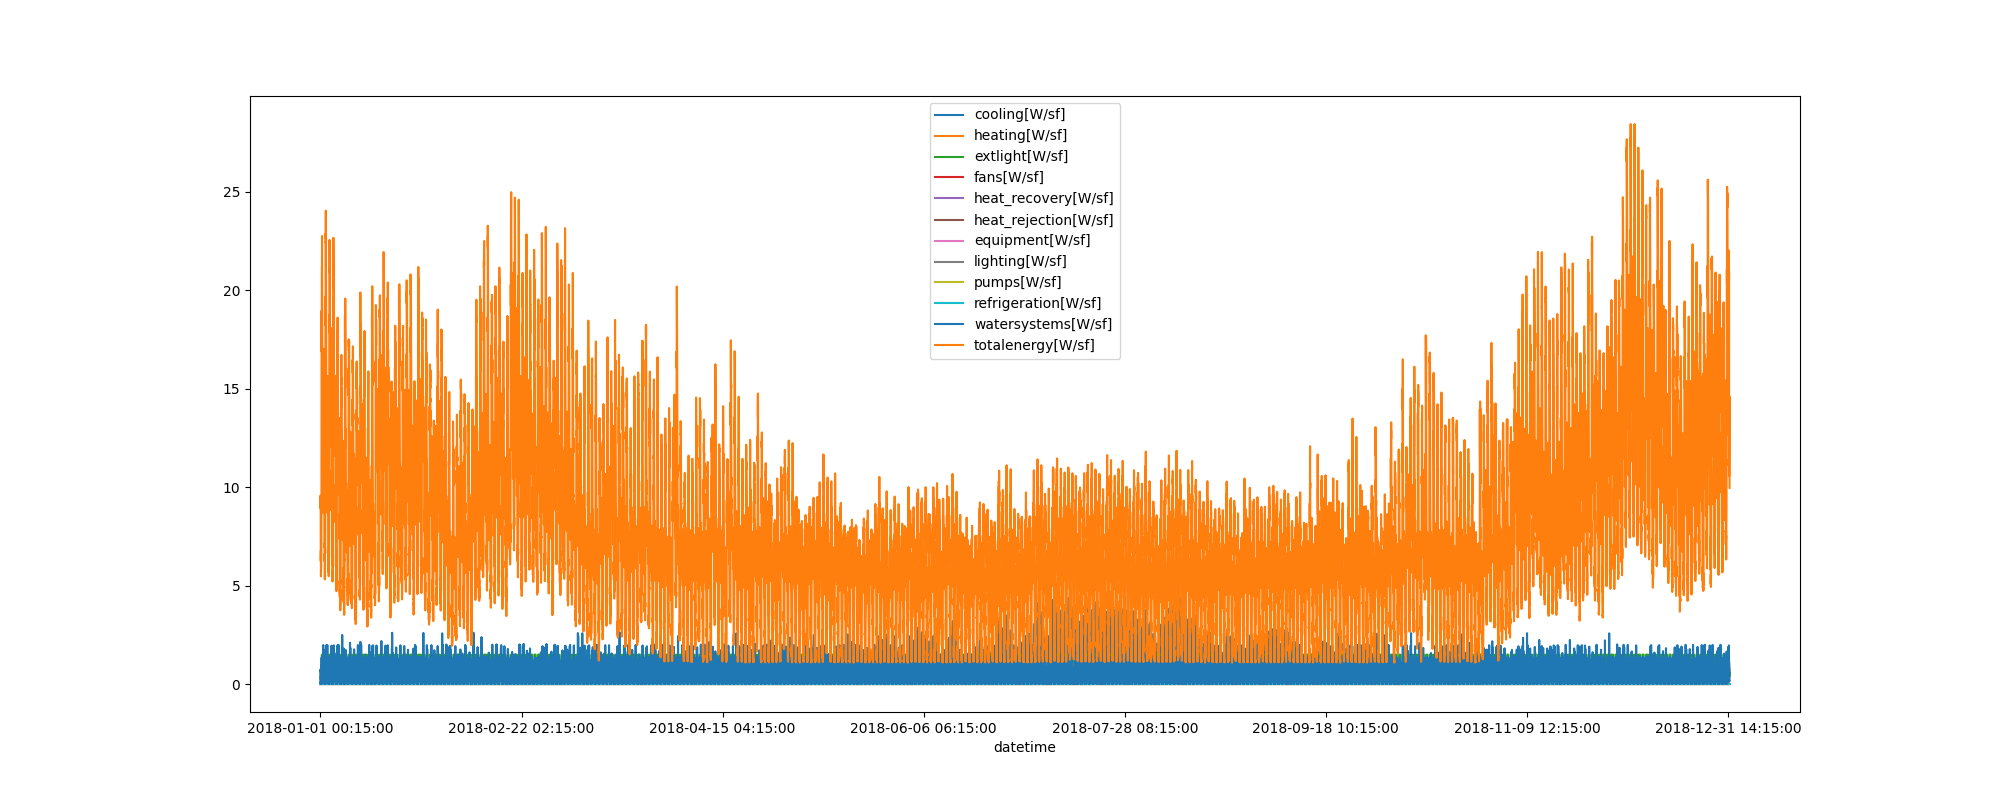 cooling[W/sf]
heating[W/sf]
extlight[W/sf]
fans[W/sf]
heat_recovery[W/sf]
heat_rejection[W/sf]
equipment[W/sf]
lighting[W/sf]
pumps[W/sf]
refrigeration[W/sf]
watersystems[W/sf]
totalenergy[W/sf]
25
20
15
10
5
0
2018-01-01 00:15:00 2018-02-22 02:15:00 2018-04-15 04:15:00 2018-06-06 06:15:00 2018-07-28 08:15:00 2018-09-18 10:15:00 2018-11-09 12:15:00 2018-12-31 14:15:00
datetime